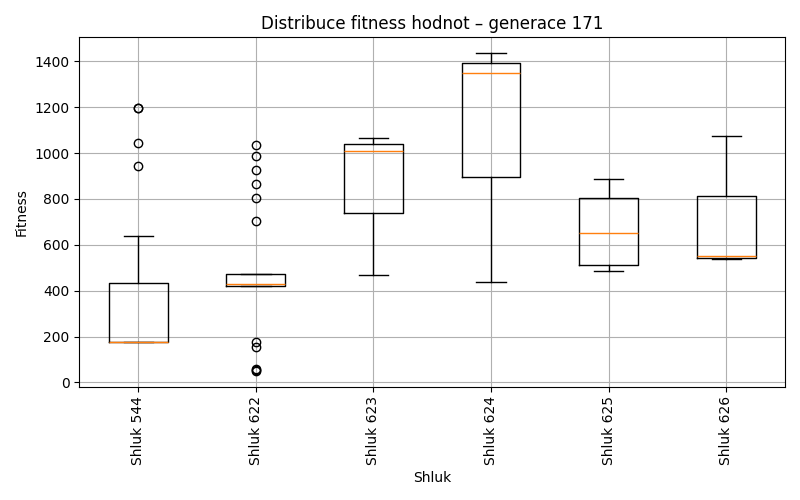 Distribuce fitness hodnot – generace 171
Fitness
1400
1200
1000
800
600
400
200
0
Shluk 544
Shluk 622
Shluk 623
Shluk 624
Shluk 625
Shluk 626
Shluk